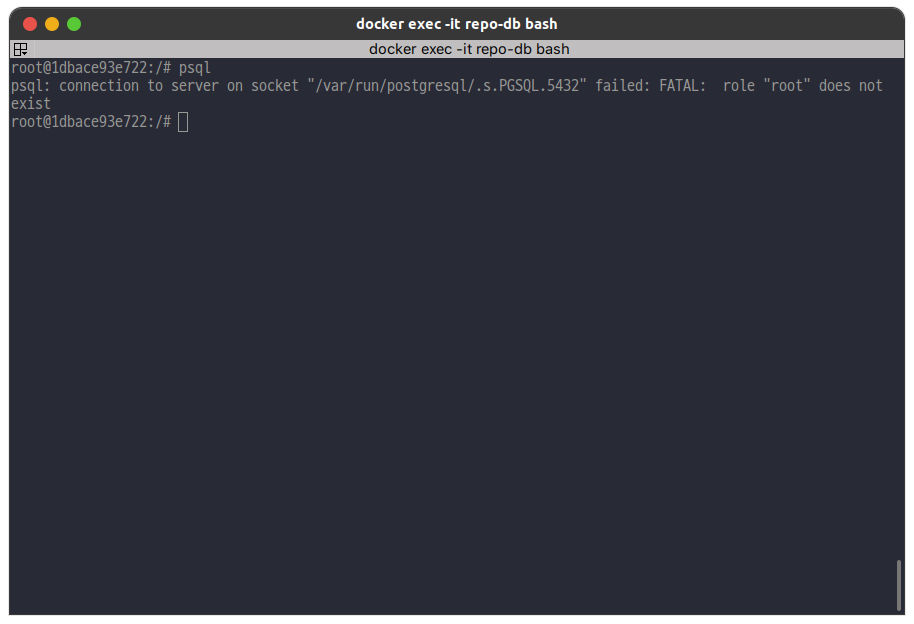 docker exec -it repo-db bash
docker exec -it repo-db bash
root@1dbace93e722:/# psql
psql: connection to server on socket "/var/run/postgresql/.s.PGSQL.5432" failed: FATAL:  role "root" does not
exist
root@1dbace93e722:/#